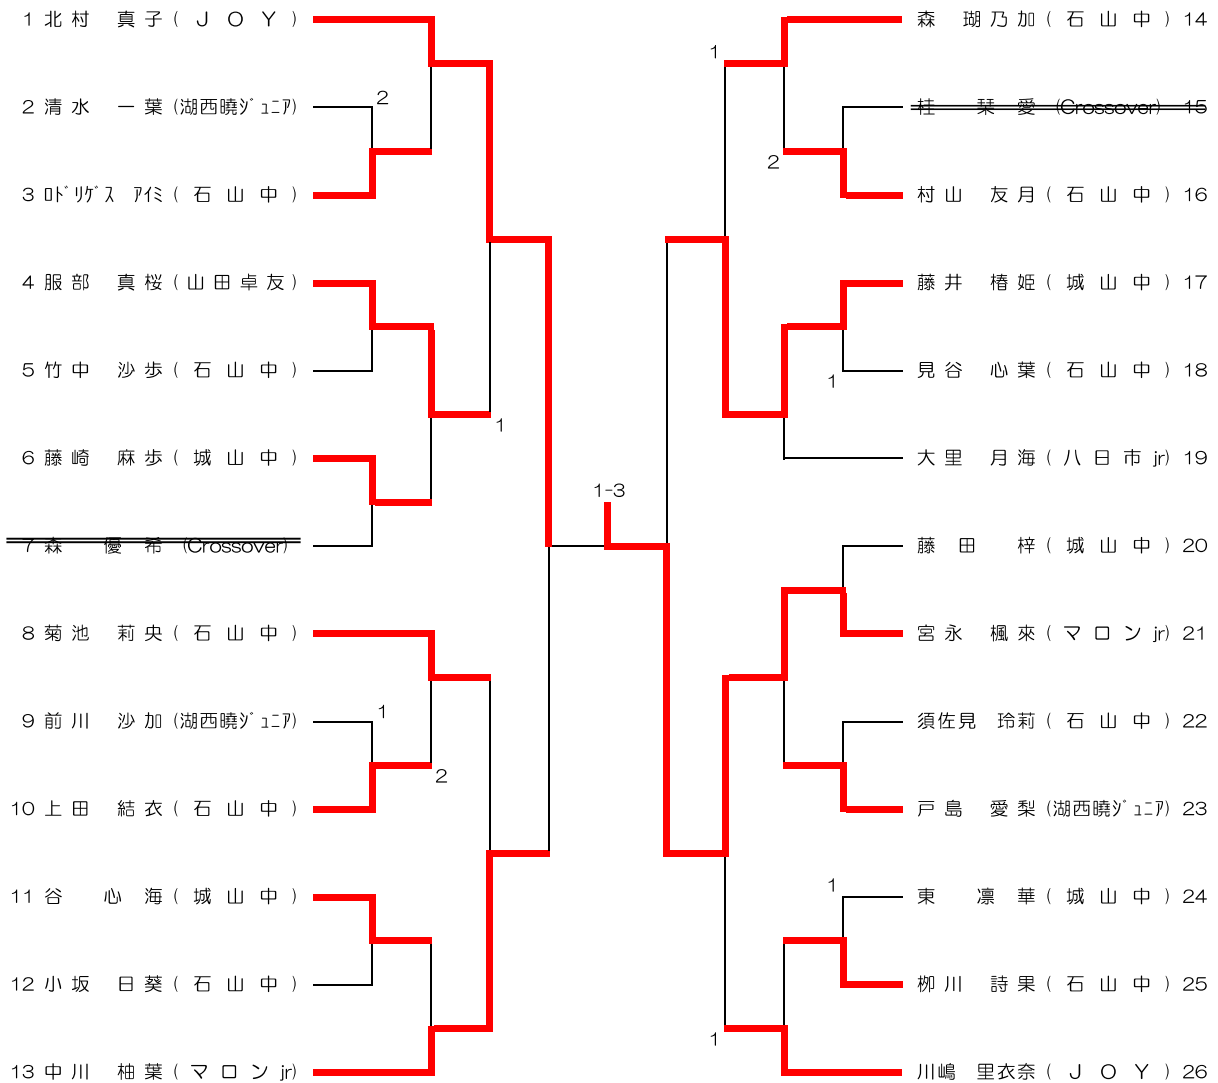 1 北村 真子 ( J O Y )
2 清水 一葉 (湖西曉ｼﾞｭﾆｱ)
2
3 ﾛﾄﾞﾘｹﾞｽ ｱｲﾐ ( 石 山 中 )
4 服部 真桜 ( 山田卓友 )
5 竹中 沙歩 ( 石 山 中 )
1
6 藤崎 麻歩 ( 城 山 中 )
7 森 優希 (Crossover)
8 菊池 莉央 ( 石 山 中 )
9 前川 沙加 (湖西曉ｼﾞｭﾆｱ)
1
2
10 上田 結衣 ( 石 山 中 )
11 谷 心海 ( 城 山 中 )
12 小坂 日葵 ( 石 山 中 )
13 中川 柚葉 ( マロン jr)
1-3
森 瑚乃加 ( 石 山 中 ) 14
1
桂 栞愛 (Crossover) 15
2
村山 友月 ( 石 山 中 ) 16
藤井 椿姫 ( 城 山 中 ) 17
見谷 心葉 ( 石 山 中 ) 18
1
大里 月海 ( 八日市 jr) 19
藤田 梓 ( 城 山 中 ) 20
宮永 楓來 ( マロン jr) 21
須佐見 玲莉 ( 石 山 中 ) 22
戸島 愛梨 (湖西曉ｼﾞｭﾆｱ) 23
1
東 凛華 ( 城 山 中 ) 24
栁川 詩果 ( 石 山 中 ) 25
1
川嶋 里衣奈 ( J O Y ) 26